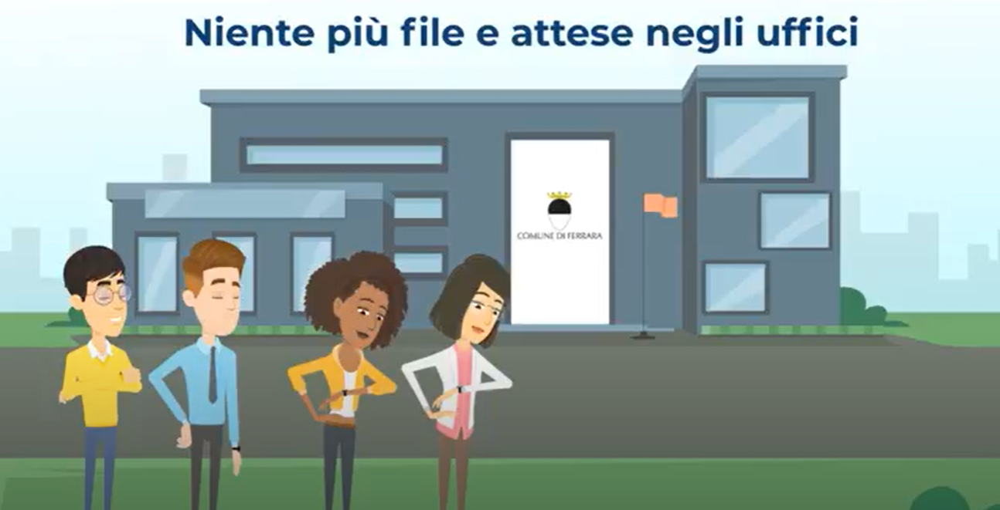 Niente più file e attese negli uffici
COMUNE DI FERRARA